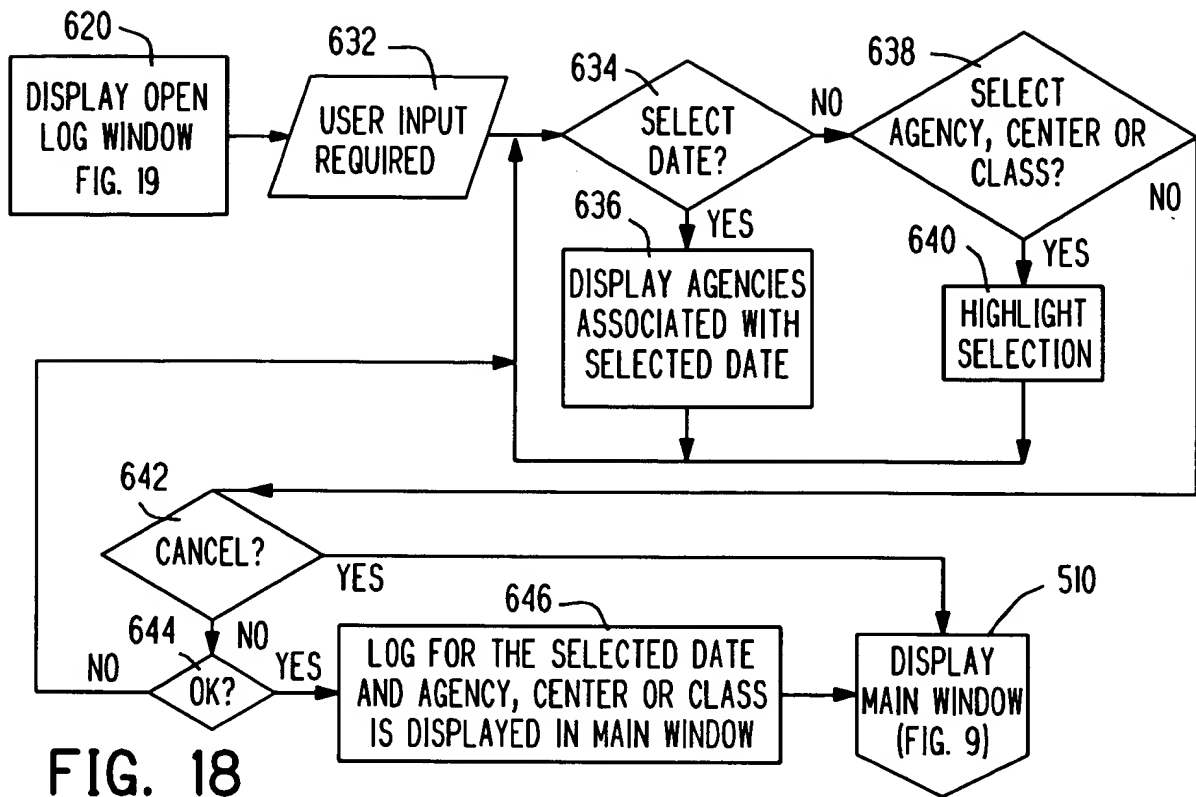 620
DISPLAY OPEN
LOG WINDOW
FIG. 19
632
USER INPUT
REQUIRED
634
SELECT
DATE?
NO
YES
638
SELECT
AGENCY, CENTER OR
CLASS?
NO
YES
636
DISPLAY AGENCIES
ASSOCIATED WITH
SELECTED DATE
640
HIGHLIGHT
SELECTION
642
CANCEL?
YES
NO
644
OK?
NO
YES
646
LOG FOR THE SELECTED DATE
AND AGENCY, CENTER OR CLASS
IS DISPLAYED IN MAIN WINDOW
510
DISPLAY
MAIN WINDOW
(FIG. 9)
FIG. 18